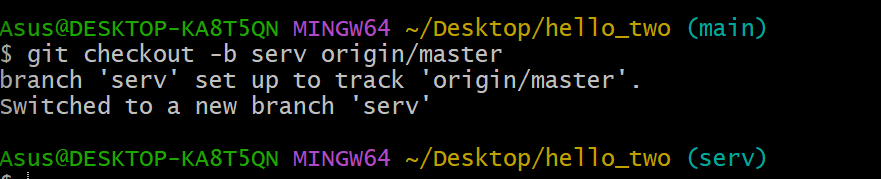 Asus@DESKTOP-KA8T5QN MINGW64 ~/Desktop/hello_two (main)
$ git checkout -b serv origin/master
branch 'serv' set up to track 'origin/master'.
Switched to a new branch 'serv'
Asus@DESKTOP-KA8T5QN MINGW64 ~/Desktop/hello_two (serv)
$